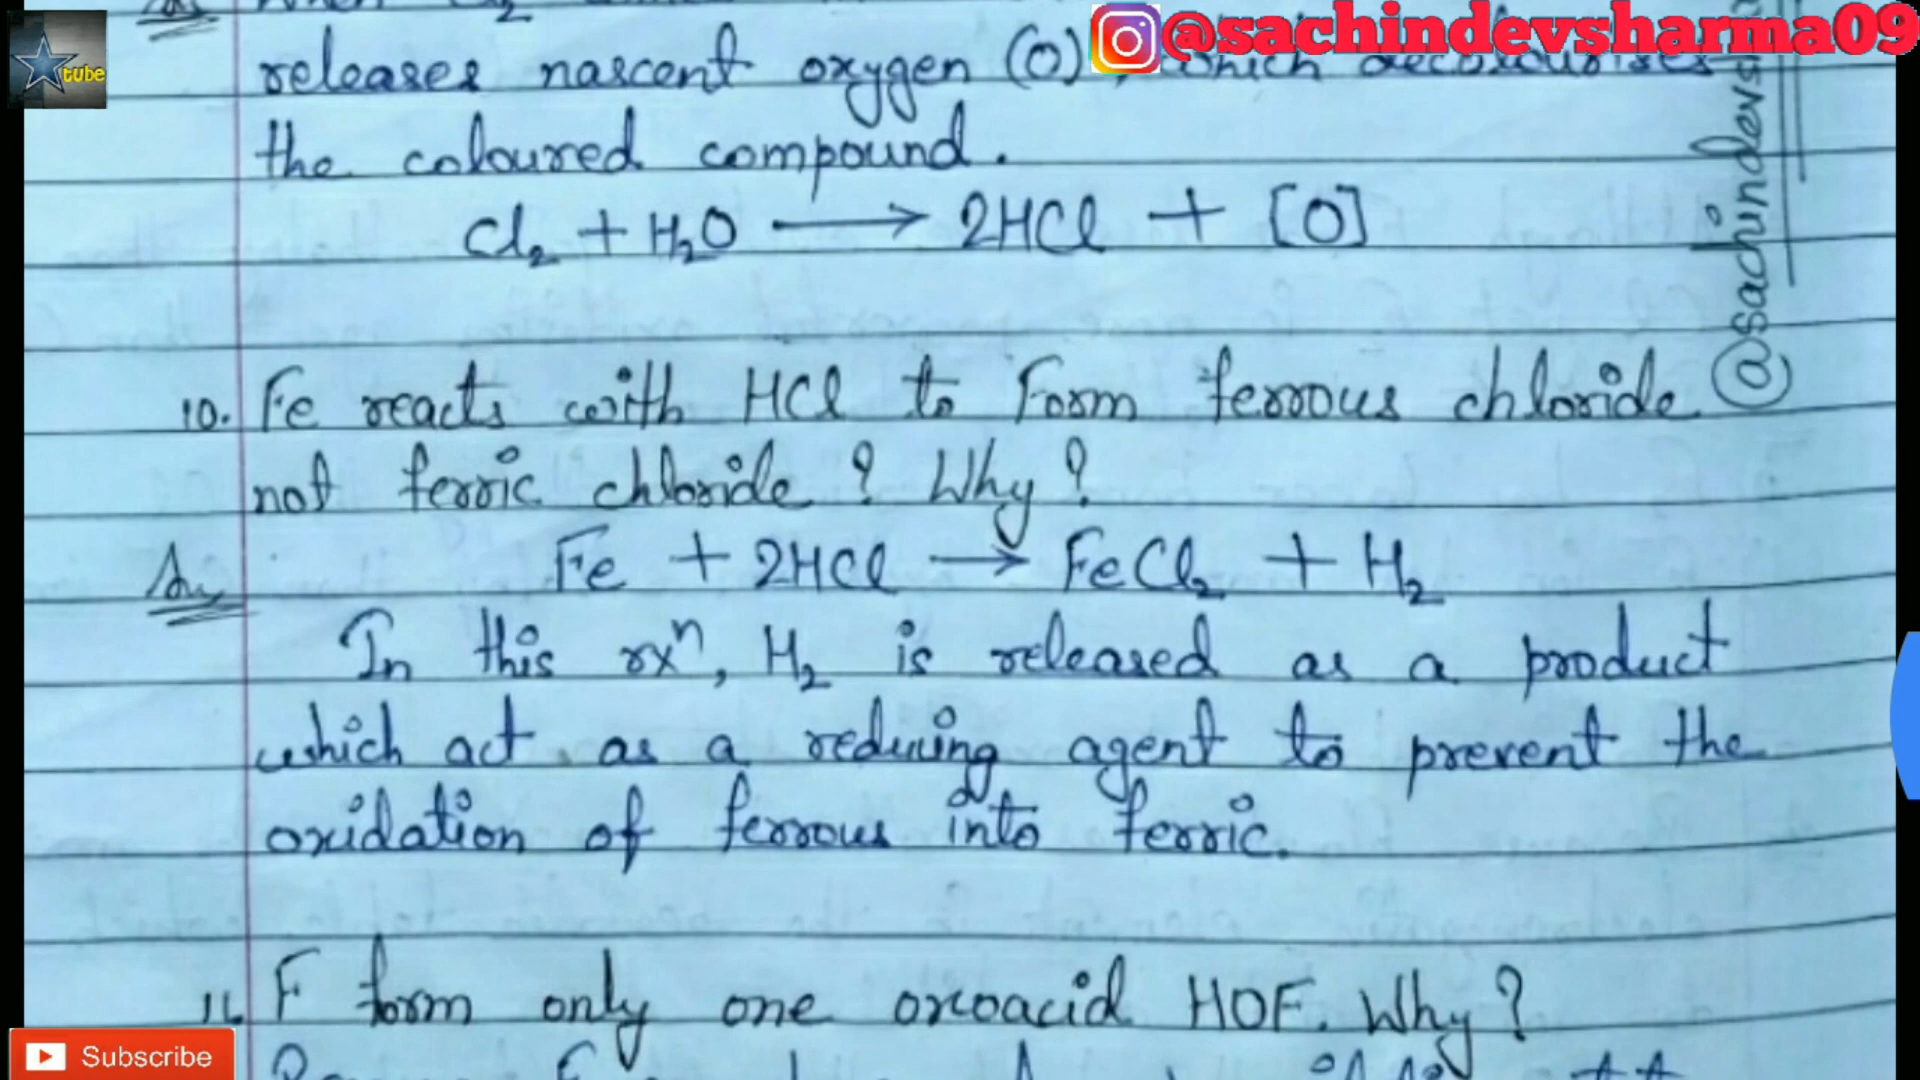 @sachindevsharma09
tube
releases nascent oxygen (O), which decolourises
the coloured compound.
Cl₂ + H₂O ⟶ 2HCl + [O]
@sachindevs
10. Fe reacts with HCl to form ferrous chloride
not ferric chloride? Why?
Ans
Fe + 2HCl → FeCl₂ + H₂
In this rxⁿ, H₂ is released as a product
which act as a reducing agent to prevent the
oxidation of ferrous into ferric.
11. F form only one oxoacid HOF. Why?
Subscribe